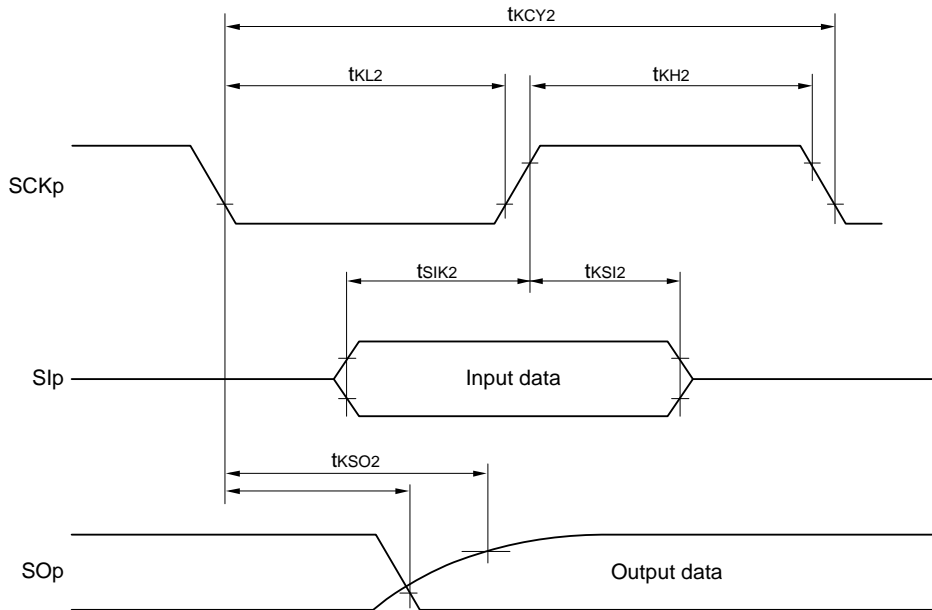 tKCY2
tKL2
tKH2
SCKp
tSIK2
tKSI2
SIp
Input data
tKSO2
SOp
Output data